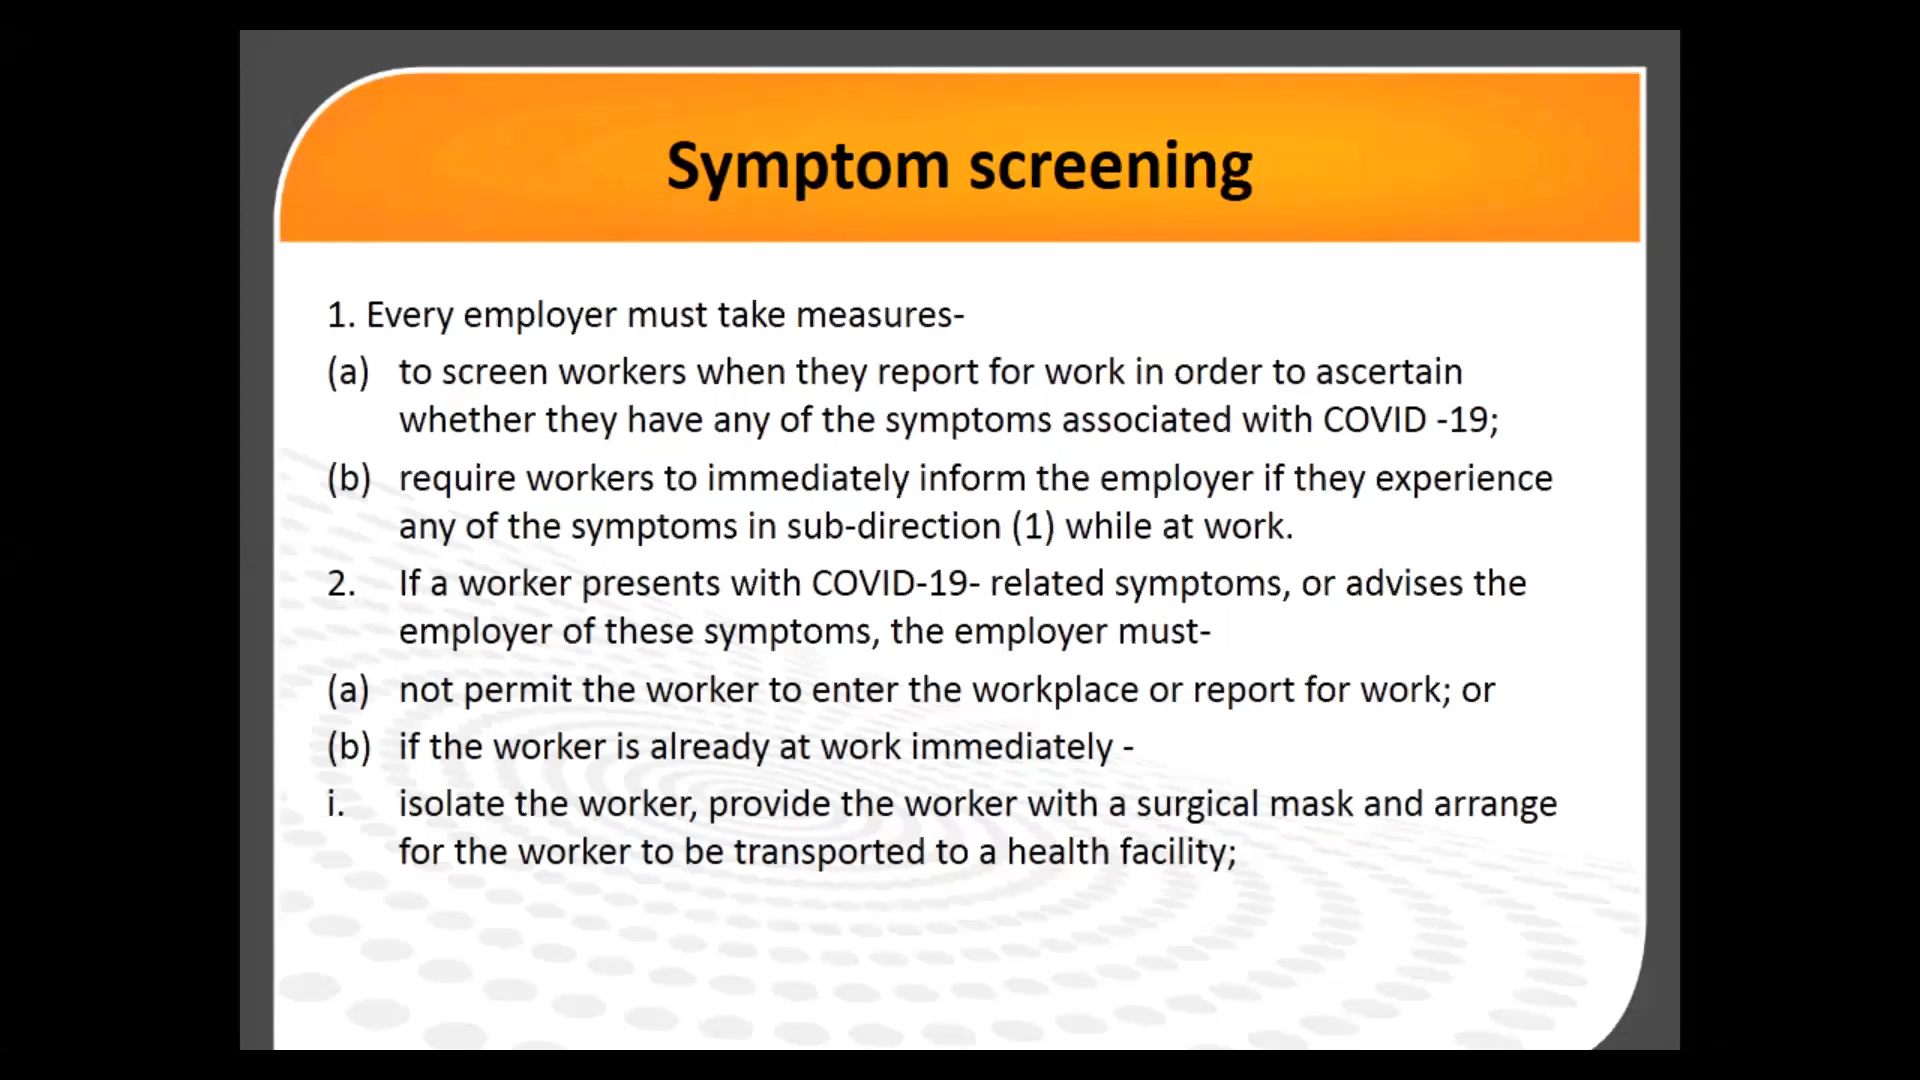 Symptom screening
1. Every employer must take measures-
(a) to screen workers when they report for work in order to ascertain
whether they have any of the symptoms associated with COVID -19;
(b) require workers to immediately inform the employer if they experience
any of the symptoms in sub-direction (1) while at work.
2. If a worker presents with COVID-19- related symptoms, or advises the
employer of these symptoms, the employer must-
(a) not permit the worker to enter the workplace or report for work; or
(b) if the worker is already at work immediately -
i. isolate the worker, provide the worker with a surgical mask and arrange
for the worker to be transported to a health facility;